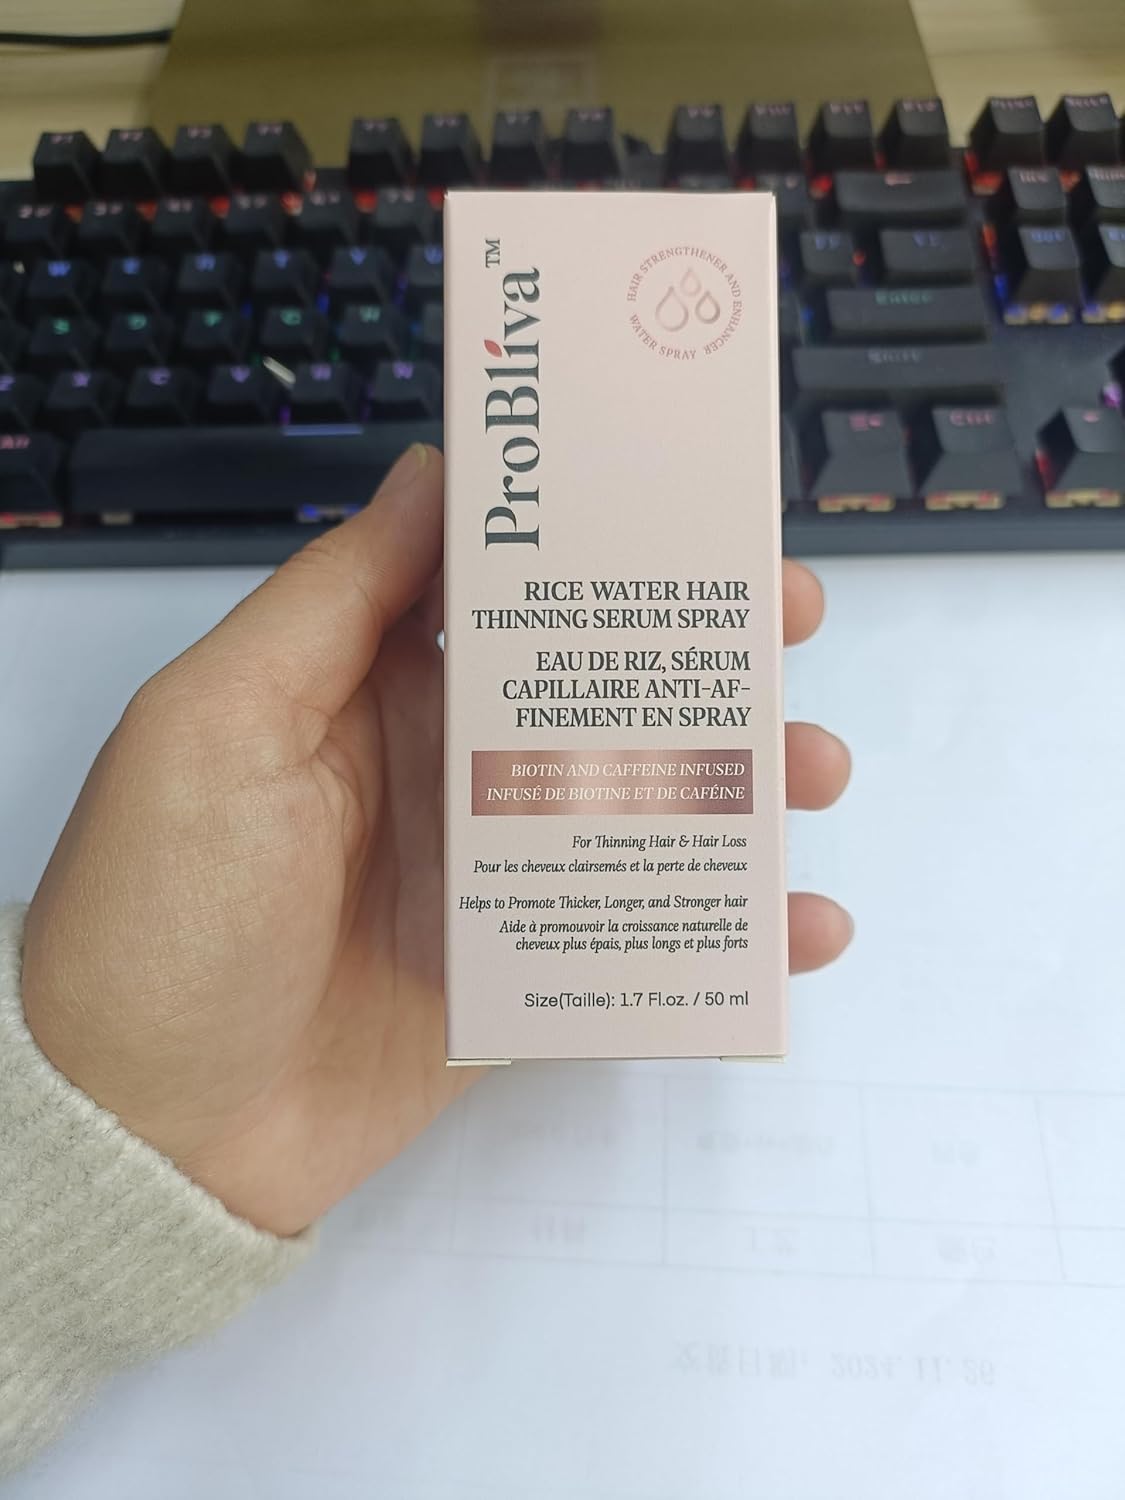 ProBliva™
HAIR STRENGTHENER AND ENHANCER
WATER SPRAY
RICE WATER HAIR
THINNING SERUM SPRAY
EAU DE RIZ, SÉRUM
CAPILLAIRE ANTI-AF-
FINEMENT EN SPRAY
BIOTIN AND CAFFEINE INFUSED
INFUSÉ DE BIOTINE ET DE CAFÉINE
For Thinning Hair & Hair Loss
Pour les cheveux clairsemés et la perte de cheveux
Helps to Promote Thicker, Longer, and Stronger hair
Aide à promouvoir la croissance naturelle de
cheveux plus épais, plus longs et plus forts
Size(Taille): 1.7 Fl.oz. / 50 ml
2024. 11. 26